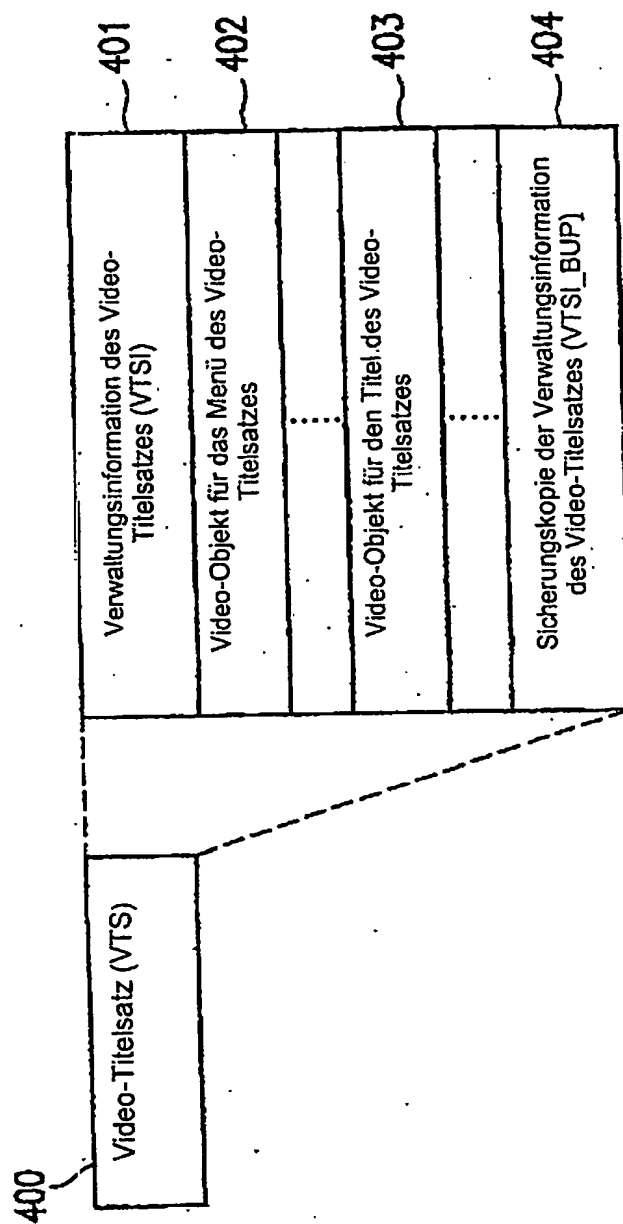 400
Video-Titelsatz (VTS)
Verwaltungsinformation des Video-
Titelsatzes (VTSI)
401
Video-Objekt für das Menü des Video-
Titelsatzes
402
Video-Objekt für den Titel des Video-
Titelsatzes
403
Sicherungskopie der Verwaltungsinformation
des Video-Titelsatzes (VTSI_BUP)
404